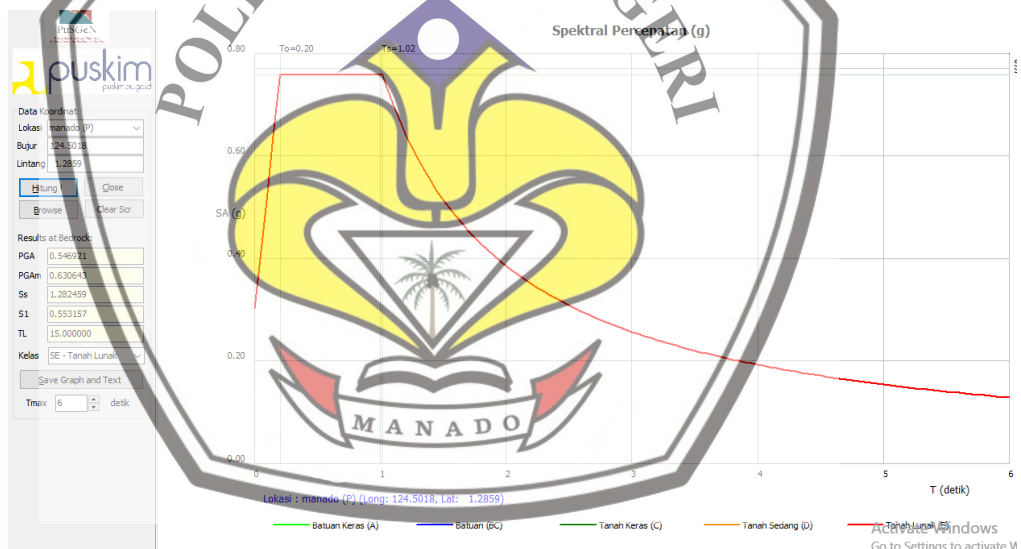 PuSGeN
puskim
puskim.pu.go.id
Data Koordinat
Lokasi manado (P)
Bujur 124.5018
Lintang 1.2859
Hitung Close
Browse Clear Scr
Results at Bedrock:
PGA 0.546921
PGAm 0.630643
Ss 1.282459
S1 0.553157
TL 15.000000
Kelas SE - Tanah Lunak
Save Graph and Text
Tmax 6 detik
NEGERI
MANADO
Spektral Percepatan (g)
To=0.20 Ts=1.02
0.80
0.60
SA (g)
0.40
0.20
0.00
0 1 2 3 4 5 6
T (detik)
Lokasi : manado (P) (Long: 124.5018, Lat: 1.2859)
Batuan Keras (A) Batuan (BC) Tanah Keras (C) Tanah Sedang (D) Tanah Lunak (E)
Activate Windows
Go to Settings to activate W